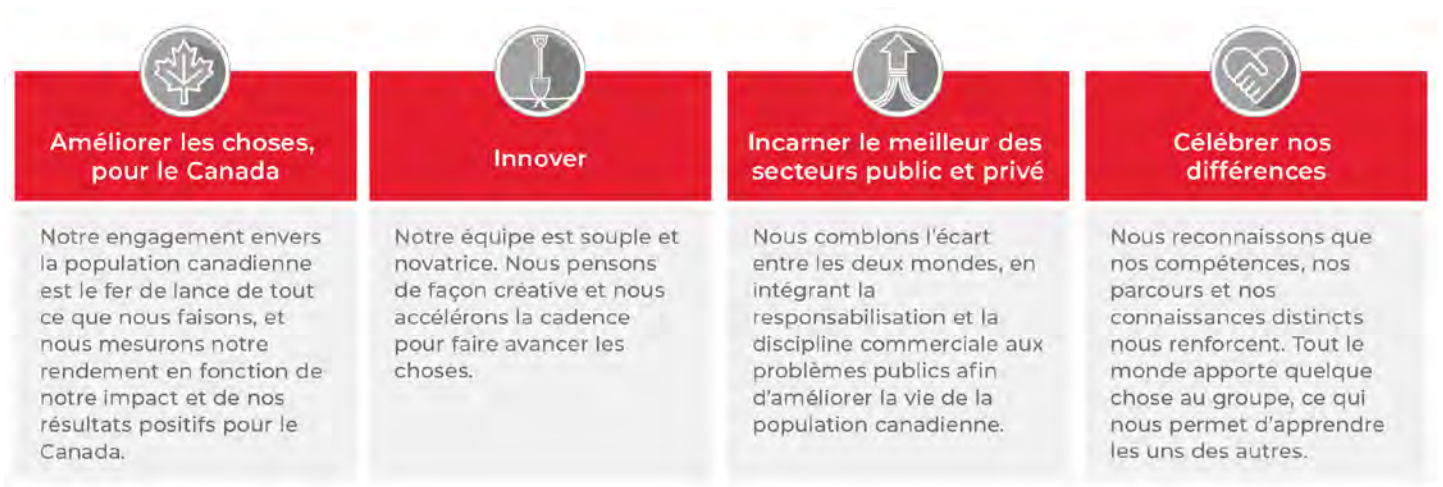 Améliorer les choses,
pour le Canada
Notre engagement envers
la population canadienne
est le fer de lance de tout
ce que nous faisons, et
nous mesurons notre
rendement en fonction de
notre impact et de nos
résultats positifs pour le
Canada.
Innover
Notre équipe est souple et
novatrice. Nous pensons
de façon créative et nous
accélérons la cadence
pour faire avancer les
choses.
Incarner le meilleur des
secteurs public et privé
Nous comblons l'écart
entre les deux mondes, en
intégrant la
responsabilisation et la
discipline commerciale aux
problèmes publics afin
d'améliorer la vie de la
population canadienne.
Célébrer nos
différences
Nous reconnaissons que
nos compétences, nos
parcours et nos
connaissances distincts
nous renforcent. Tout le
monde apporte quelque
chose au groupe, ce qui
nous permet d'apprendre
les uns des autres.